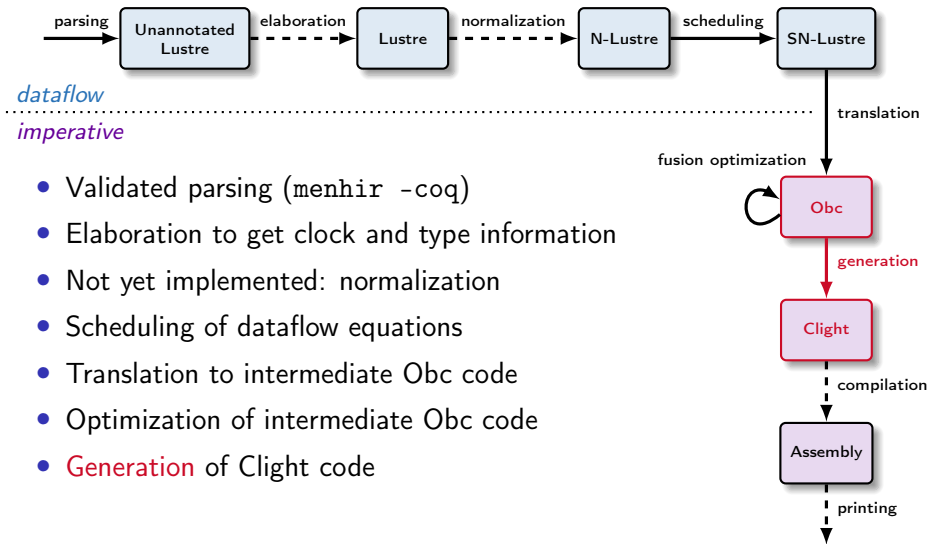 parsing
Unannotated
Lustre
elaboration
Lustre
normalization
N-Lustre
scheduling
SN-Lustre
dataflow
imperative
translation
fusion optimization
Obc
generation
Clight
compilation
Assembly
printing
• Validated parsing (menhir -coq)
• Elaboration to get clock and type information
• Not yet implemented: normalization
• Scheduling of dataflow equations
• Translation to intermediate Obc code
• Optimization of intermediate Obc code
• Generation of Clight code